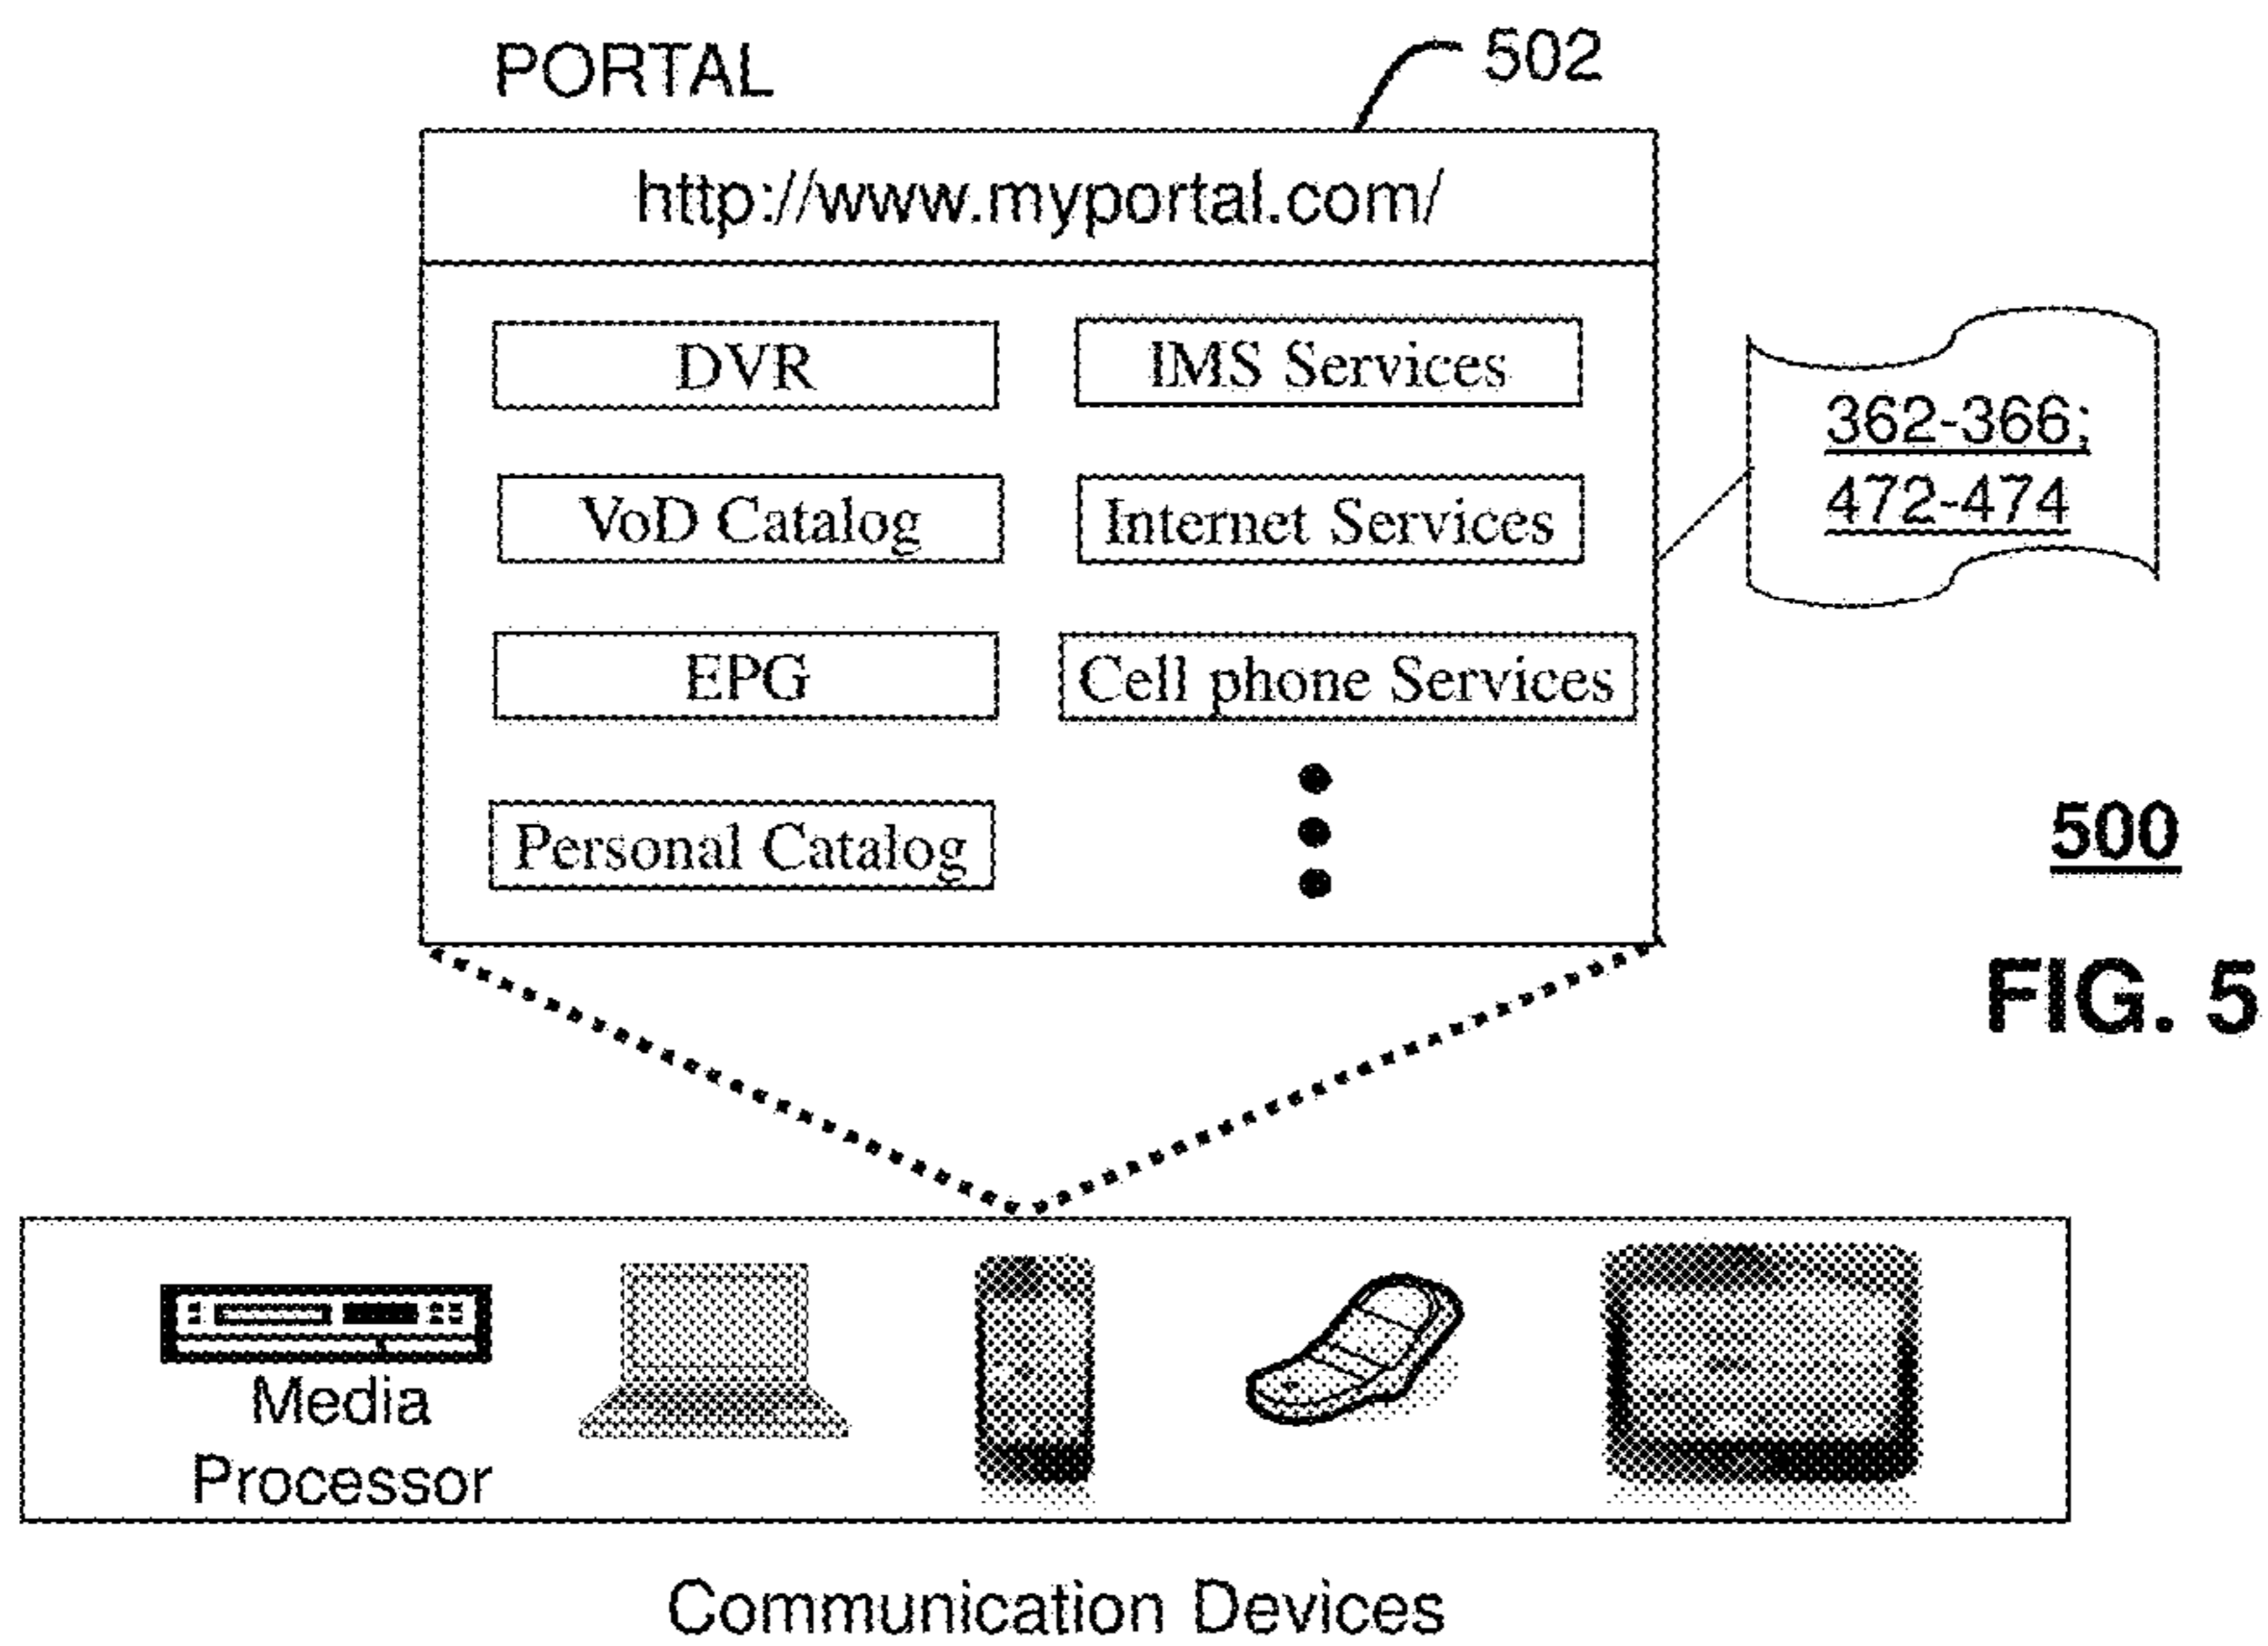 PORTAL
502
http://www.myportal.com/
DVR
IMS Services
VoD Catalog
Internet Services
EPG
Cell phone Services
Personal Catalog
362-366;
472-474
500
FIG. 5
Media
Processor
Communication Devices